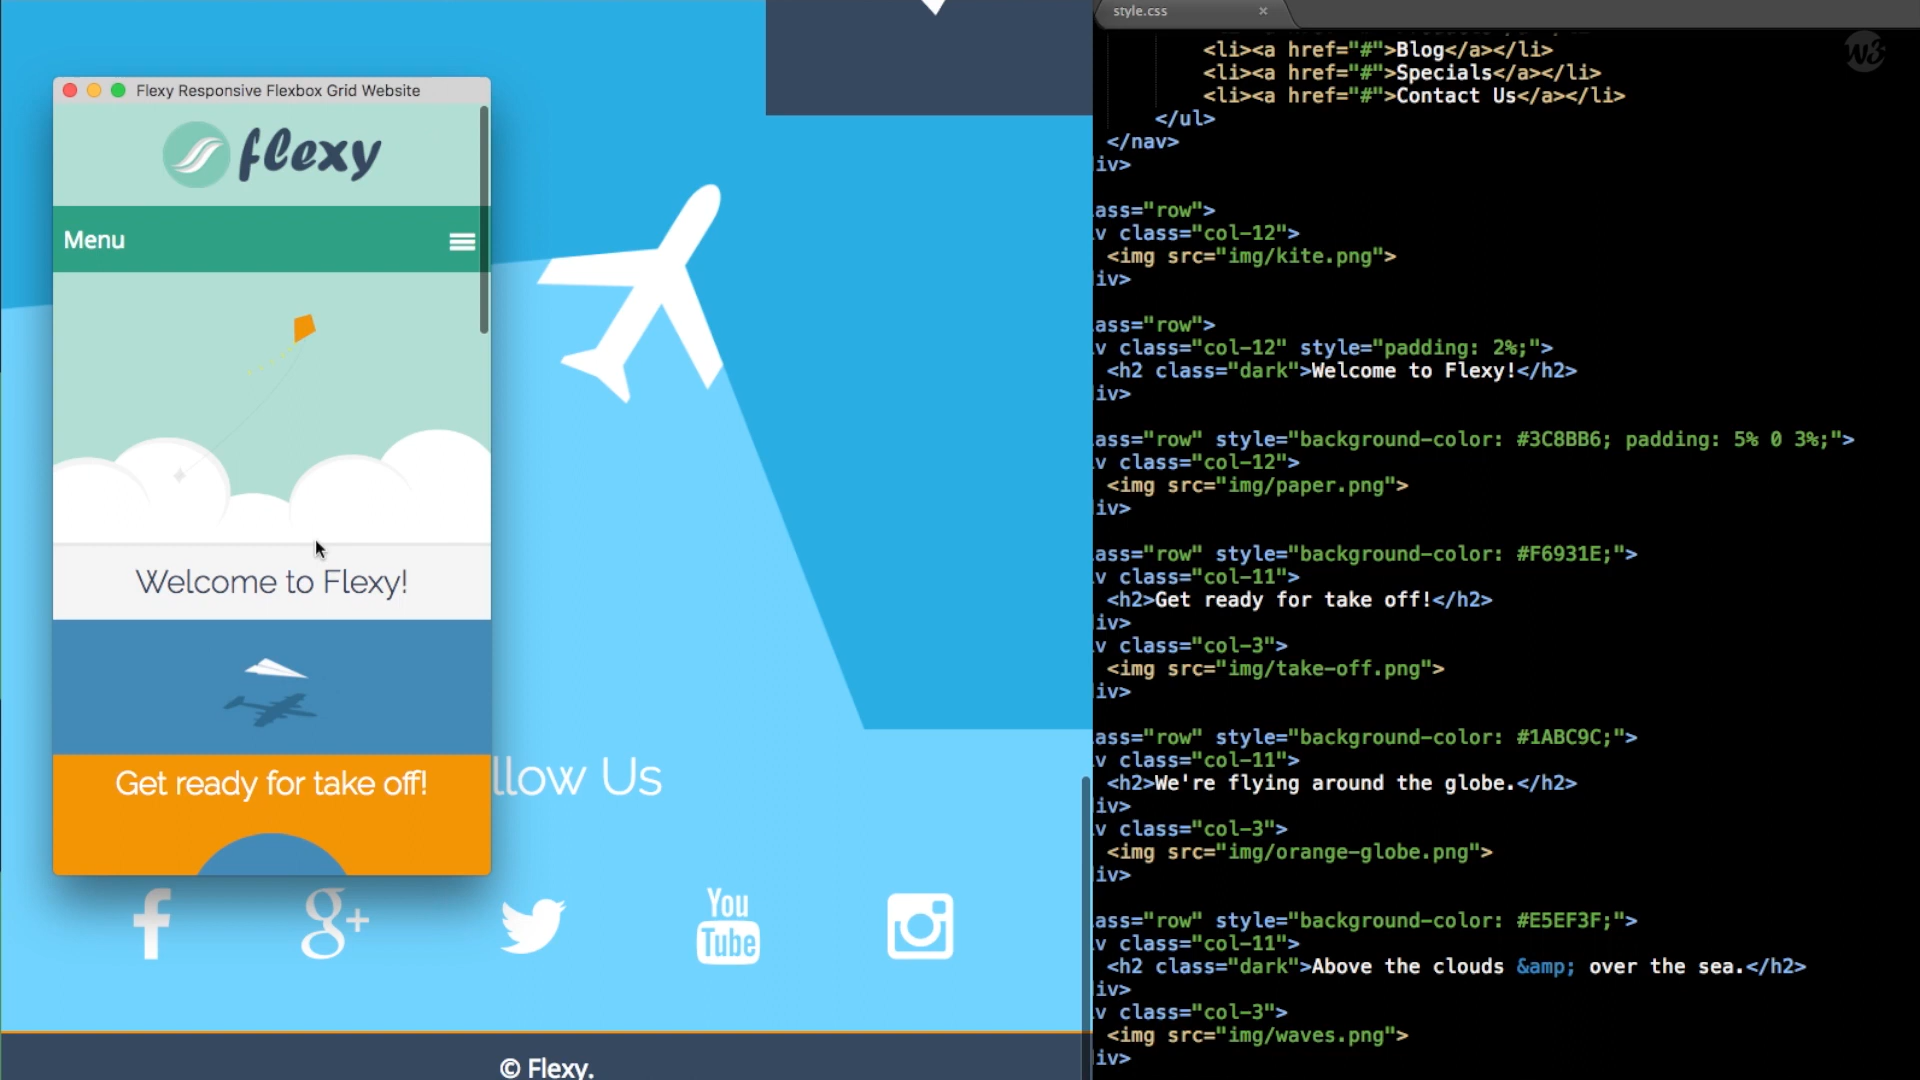 Flexy Responsive Flexbox Grid Website
flexy
Menu
Welcome to Flexy!
Get ready for take off!
llow Us
You
Tube
© Flexy.
style.css
<li><a href="#">Blog</a></li>
<li><a href="#">Specials</a></li>
<li><a href="#">Contact Us</a></li>
</ul>
</nav>
iv>
ass="row">
v class="col-12">
<img src="img/kite.png">
iv>
ass="row">
v class="col-12" style="padding: 2%;">
<h2 class="dark">Welcome to Flexy!</h2>
iv>
ass="row" style="background-color: #3C8BB6; padding: 5% 0 3%;">
v class="col-12">
<img src="img/paper.png">
iv>
ass="row" style="background-color: #F6931E;">
v class="col-11">
<h2>Get ready for take off!</h2>
iv>
v class="col-3">
<img src="img/take-off.png">
iv>
ass="row" style="background-color: #1ABC9C;">
v class="col-11">
<h2>We're flying around the globe.</h2>
iv>
v class="col-3">
<img src="img/orange-globe.png">
iv>
ass="row" style="background-color: #E5EF3F;">
v class="col-11">
<h2 class="dark">Above the clouds &amp; over the sea.</h2>
iv>
v class="col-3">
<img src="img/waves.png">
iv>